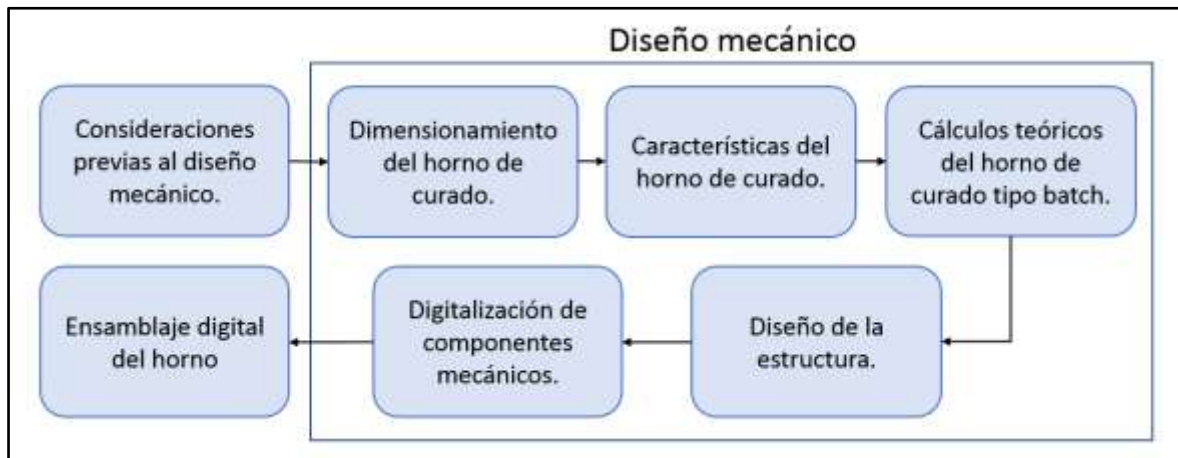 Diseño mecánico
Consideraciones
previas al diseño
mecánico.
Dimensionamiento
del horno de
curado.
Características del
horno de curado.
Cálculos teóricos
del horno de
curado tipo batch.
Diseño de la
estructura.
Digitalización de
componentes
mecánicos.
Ensamblaje digital
del horno